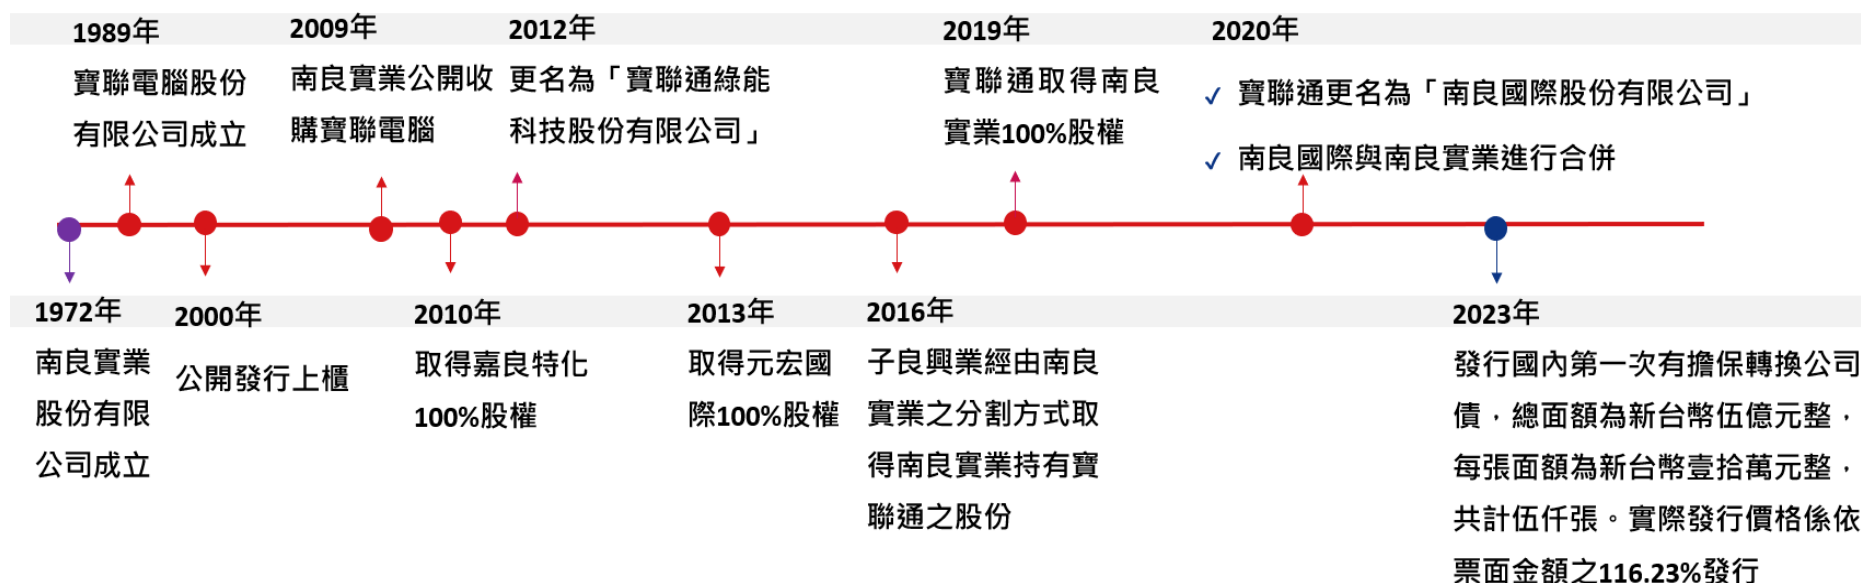 1989年
寶聯電腦股份
有限公司成立
2009年
南良實業公開收
購寶聯電腦
2012年
更名為「寶聯通綠能
科技股份有限公司」
2019年
寶聯通取得南良
實業100%股權
2020年
✓ 寶聯通更名為「南良國際股份有限公司」
✓ 南良國際與南良實業進行合併
1972年
南良實業
股份有限
公司成立
2000年
公開發行上櫃
2010年
取得嘉良特化
100%股權
2013年
取得元宏國
際100%股權
2016年
子良興業經由南良
實業之分割方式取
得南良實業持有寶
聯通之股份
2023年
發行國內第一次有擔保轉換公司
債，總面額為新台幣伍億元整，
每張面額為新台幣壹拾萬元整，
共計伍仟張。實際發行價格係依
票面金額之116.23%發行